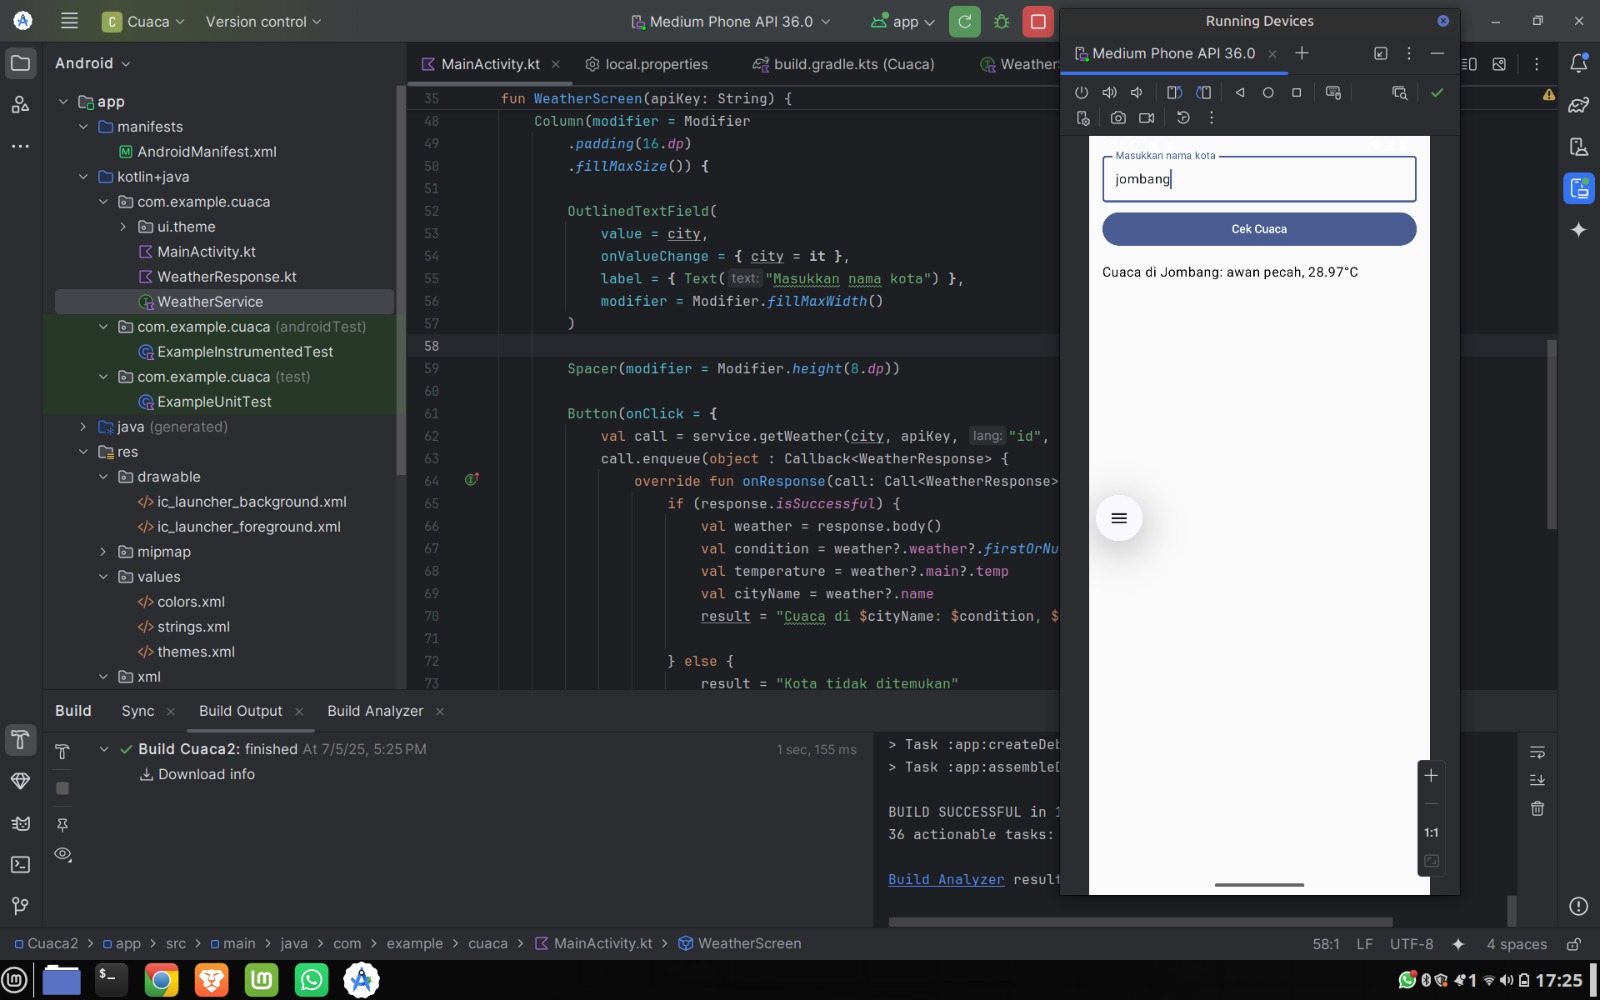 Cuaca
Version control
Medium Phone API 36.0
app
Running Devices
Android
MainActivity.kt
local.properties
build.gradle.kts (Cuaca)
Weather
Medium Phone API 36.0
app
manifests
AndroidManifest.xml
kotlin+java
com.example.cuaca
ui.theme
MainActivity.kt
WeatherResponse.kt
WeatherService
com.example.cuaca (androidTest)
ExampleInstrumentedTest
com.example.cuaca (test)
ExampleUnitTest
java (generated)
res
drawable
ic_launcher_background.xml
ic_launcher_foreground.xml
mipmap
values
colors.xml
strings.xml
themes.xml
xml
35 fun WeatherScreen(apiKey: String) {
48 Column(modifier = Modifier
49 .padding(16.dp)
50 .fillMaxSize()) {
51
52 OutlinedTextField(
53 value = city,
54 onValueChange = { city = it },
55 label = { Text( text: "Masukkan nama kota") },
56 modifier = Modifier.fillMaxWidth()
57 )
58
59 Spacer(modifier = Modifier.height(8.dp))
60
61 Button(onClick = {
62 val call = service.getWeather(city, apiKey, lang: "id",
63 call.enqueue(object : Callback<WeatherResponse> {
64 override fun onResponse(call: Call<WeatherResponse>
65 if (response.isSuccessful) {
66 val weather = response.body()
67 val condition = weather?.weather?.firstOrNu
68 val temperature = weather?.main?.temp
69 val cityName = weather?.name
70 result = "Cuaca di $cityName: $condition, $
71
72 } else {
73 result = "Kota tidak ditemukan"
Masukkan nama kota
jombang
Cek Cuaca
Cuaca di Jombang: awan pecah, 28.97°C
1:1
Build
Sync
Build Output
Build Analyzer
Build Cuaca2: finished At 7/5/25, 5:25 PM
1 sec, 155 ms
Download info
> Task :app:createDeb
> Task :app:assembleD
BUILD SUCCESSFUL in 1
36 actionable tasks:
Build Analyzer result
Cuaca2 > app > src > main > java > com > example > cuaca > MainActivity.kt > WeatherScreen
58:1
LF
UTF-8
4 spaces
1
17:25